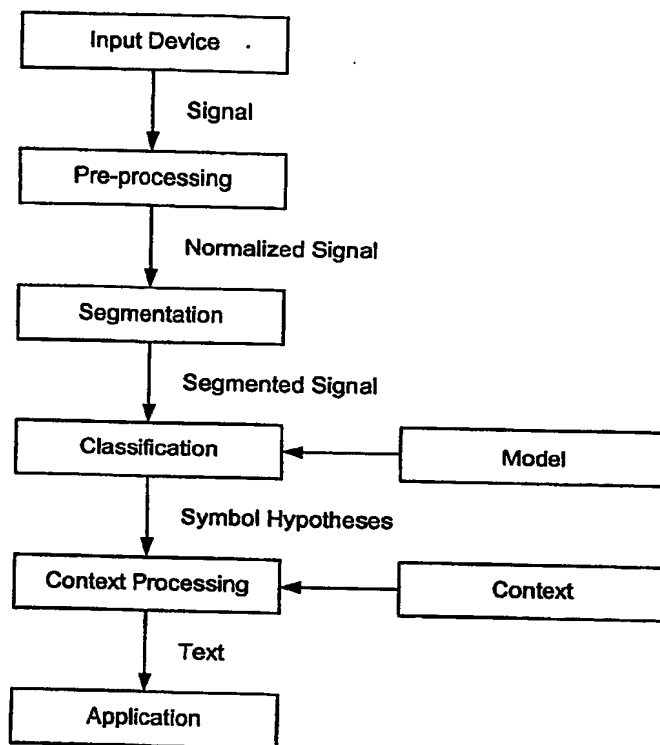 Input Device
Signal
Pre-processing
Normalized Signal
Segmentation
Segmented Signal
Classification
Model
Symbol Hypotheses
Context Processing
Context
Text
Application